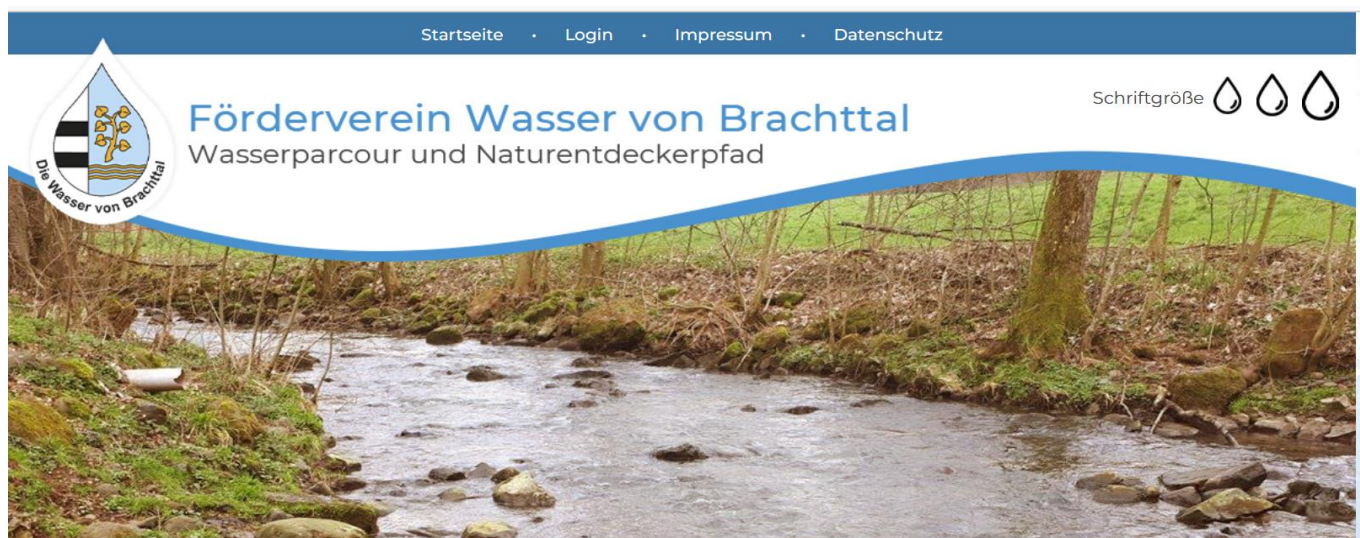 Startseite · Login · Impressum · Datenschutz
Schriftgröße
Förderverein Wasser von Brachttal
Wasserparcour und Naturentdeckerpfad
Die Wasser von Brachttal